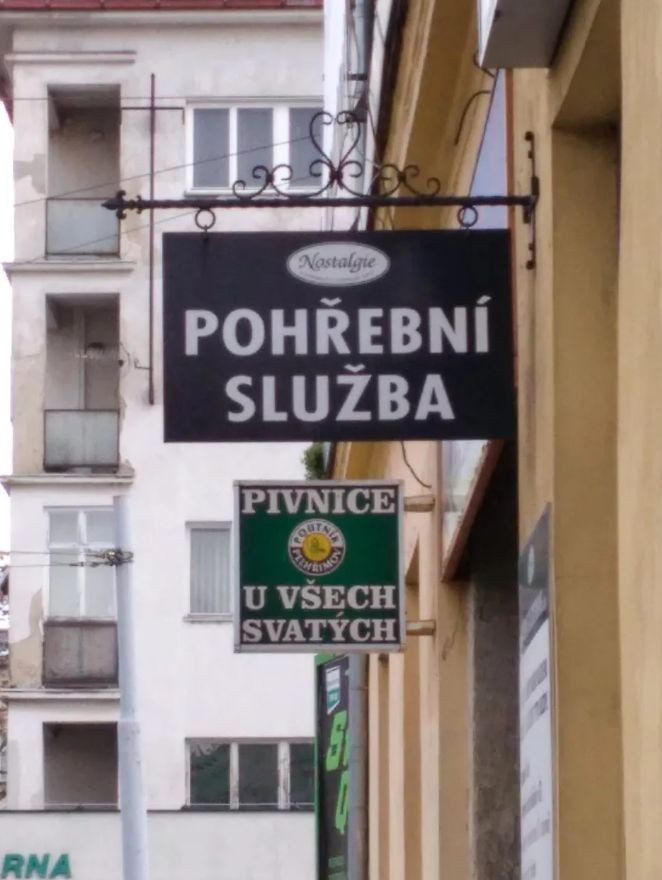 Nostalgie
POHŘEBNÍ
SLUŽBA
PIVNICE
POUTNÍK
PELHŘIMOV
U VŠECH
SVATÝCH
RNA